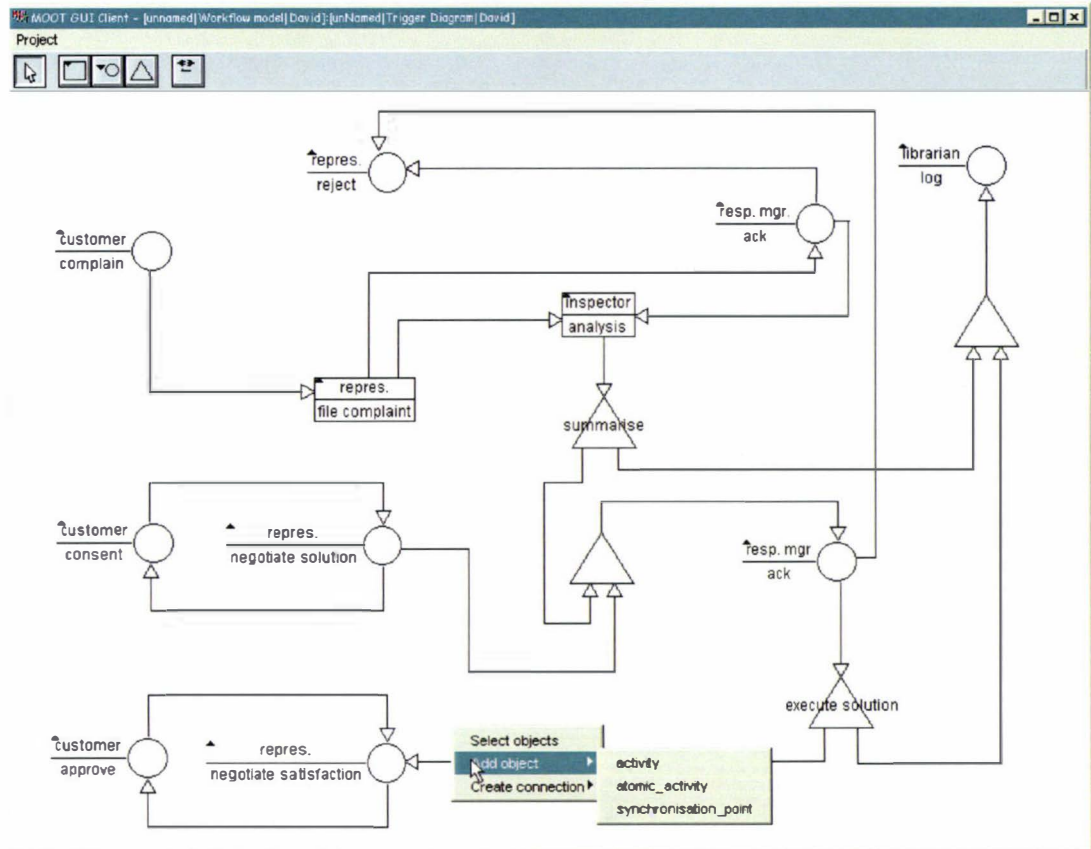 MOOT GUI Client - [unnamed|Workflow model|David]:[unNamed|Trigger Diagram|David]
Project
repres.
reject
librarian
log
resp. mgr.
ack
customer
complain
inspector
analysis
repres.
file complaint
summarise
customer
consent
repres.
negotiate solution
resp. mgr
ack
execute solution
customer
approve
repres.
negotiate satisfaction
Select objects
Add object
Create connection
activity
atomic_activity
synchronisation_point